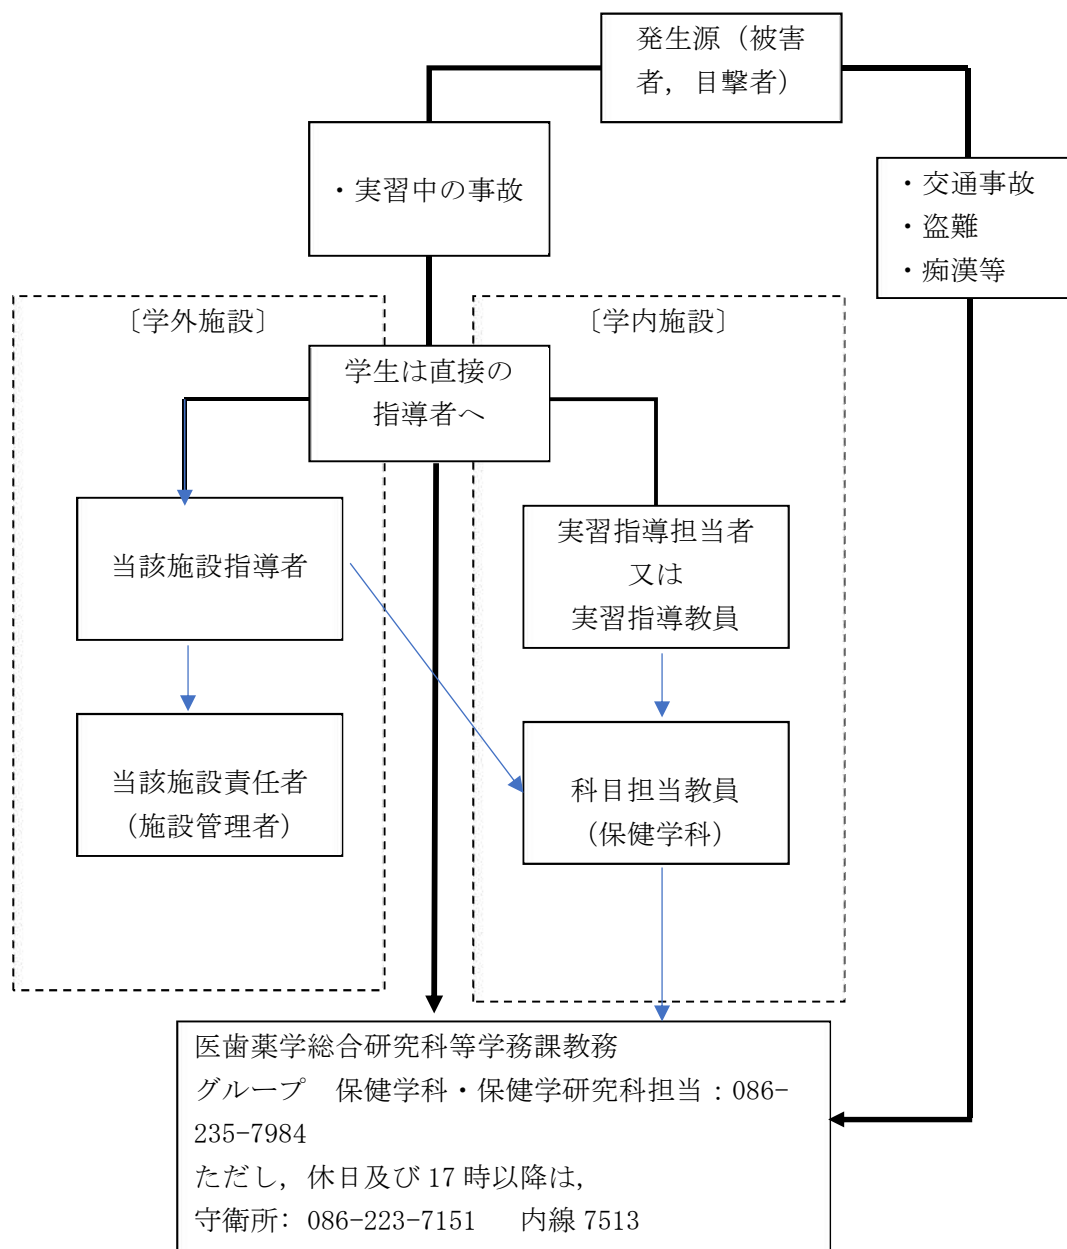 発生源（被害
者，目撃者）
・実習中の事故
・交通事故
・盗難
・痴漢等
〔学外施設〕
〔学内施設〕
学生は直接の
指導者へ
当該施設指導者
実習指導担当者
又は
実習指導教員
当該施設責任者
（施設管理者）
科目担当教員
（保健学科）
医歯薬学総合研究科等学務課教務
グループ　保健学科・保健学研究科担当：086-
235-7984
ただし，休日及び 17 時以降は，
守衛所：086-223-7151　内線 7513